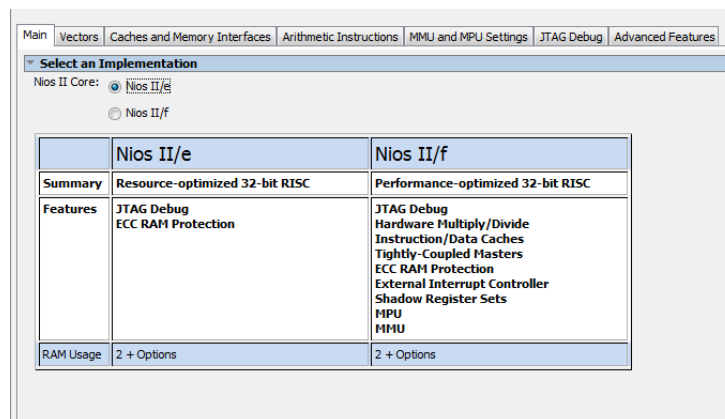 Main Vectors Caches and Memory Interfaces Arithmetic Instructions MMU and MPU Settings JTAG Debug Advanced Features
Select an Implementation
Nios II Core: Nios II/e
Nios II/f
Nios II/e Nios II/f
Summary Resource-optimized 32-bit RISC Performance-optimized 32-bit RISC
Features JTAG Debug JTAG Debug
ECC RAM Protection Hardware Multiply/Divide
Instruction/Data Caches
Tightly-Coupled Masters
ECC RAM Protection
External Interrupt Controller
Shadow Register Sets
MPU
MMU
RAM Usage 2 + Options 2 + Options